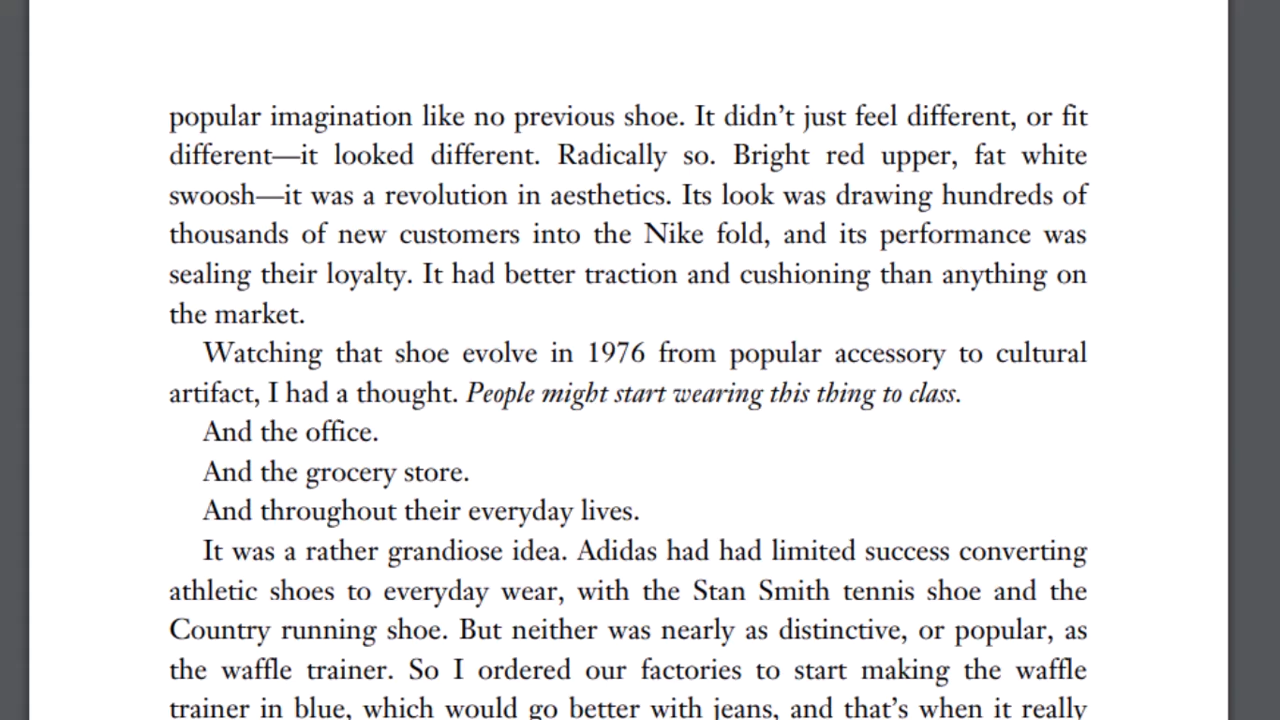 popular imagination like no previous shoe. It didn’t just feel different, or fit
different—it looked different. Radically so. Bright red upper, fat white
swoosh—it was a revolution in aesthetics. Its look was drawing hundreds of
thousands of new customers into the Nike fold, and its performance was
sealing their loyalty. It had better traction and cushioning than anything on
the market.
Watching that shoe evolve in 1976 from popular accessory to cultural
artifact, I had a thought. People might start wearing this thing to class.
And the office.
And the grocery store.
And throughout their everyday lives.
It was a rather grandiose idea. Adidas had had limited success converting
athletic shoes to everyday wear, with the Stan Smith tennis shoe and the
Country running shoe. But neither was nearly as distinctive, or popular, as
the waffle trainer. So I ordered our factories to start making the waffle
trainer in blue, which would go better with jeans, and that’s when it really